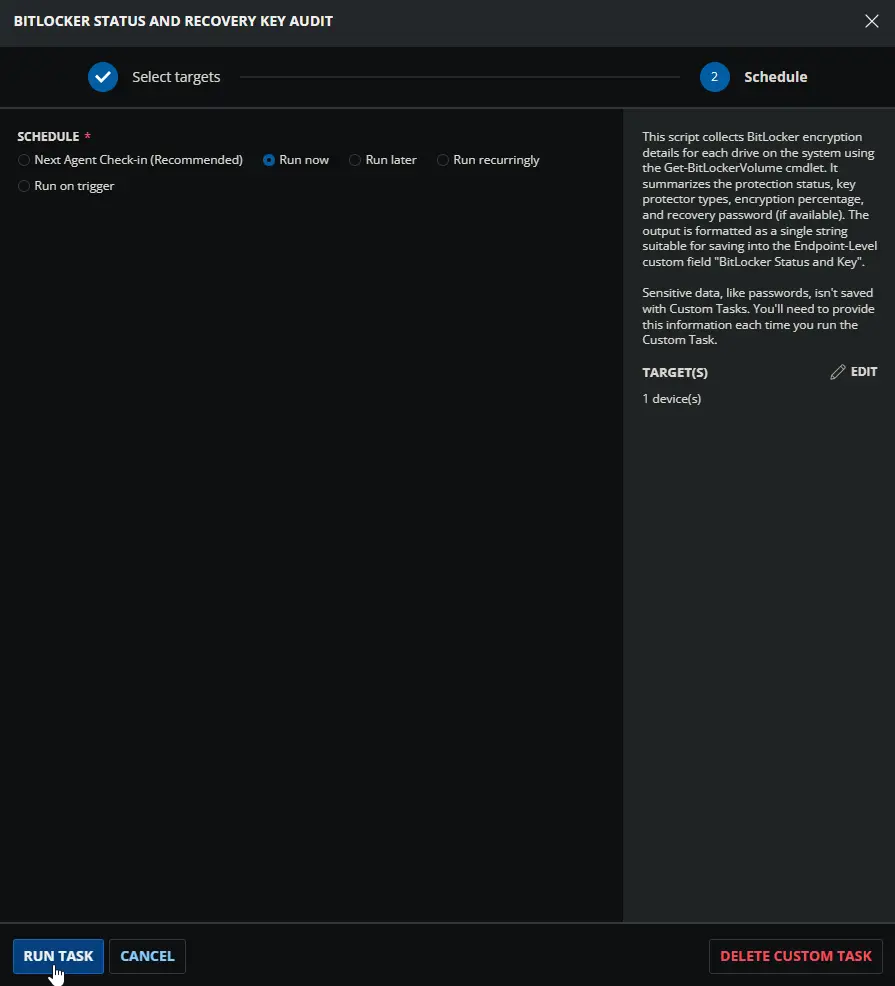 BITLOCKER STATUS AND RECOVERY KEY AUDIT
Select targets
2 Schedule
SCHEDULE *
Next Agent Check-in (Recommended) Run now Run later Run recurringly
Run on trigger
This script collects BitLocker encryption
details for each drive on the system using
the Get-BitLockerVolume cmdlet. It
summarizes the protection status, key
protector types, encryption percentage,
and recovery password (if available). The
output is formatted as a single string
suitable for saving into the Endpoint-Level
custom field "BitLocker Status and Key".
Sensitive data, like passwords, isn't saved
with Custom Tasks. You'll need to provide
this information each time you run the
Custom Task.
TARGET(S) EDIT
1 device(s)
RUN TASK CANCEL DELETE CUSTOM TASK